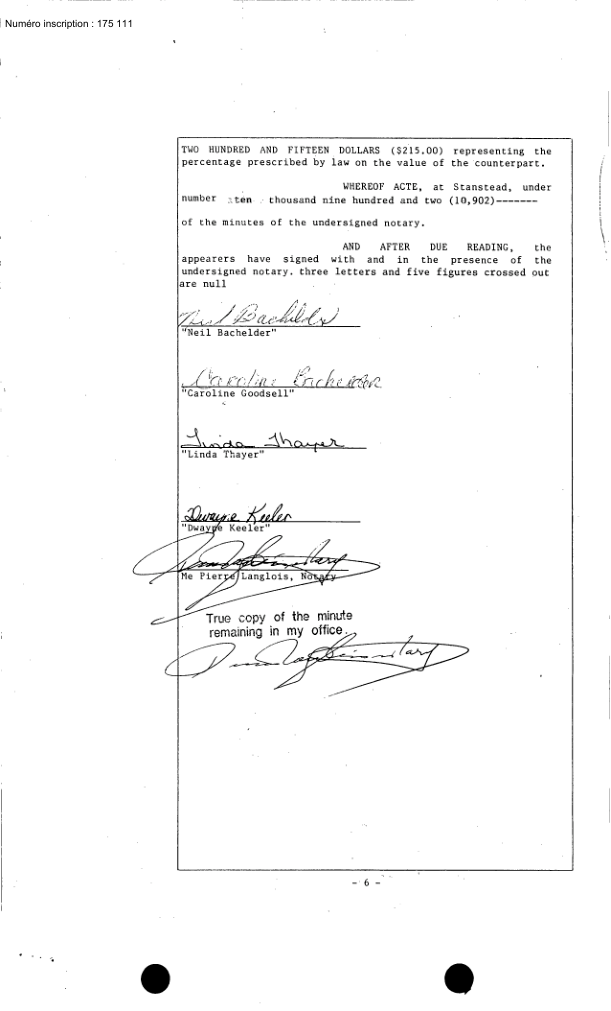 Numéro inscription : 175 111
TWO HUNDRED AND FIFTEEN DOLLARS ($215.00) representing the
percentage prescribed by law on the value of the counterpart.
WHEREOF ACTE, at Stanstead, under
number ten thousand nine hundred and two (10,902)-------
of the minutes of the undersigned notary.
AND AFTER DUE READING, the
appearers have signed with and in the presence of the
undersigned notary. three letters and five figures crossed out
are null
Neil Bachelder
"Neil Bachelder"
Caroline Bachelder
"Caroline Goodsell"
Linda Thayer
"Linda Thayer"
Dwayne Keeler
"Dwayne Keeler"
Me Pierre Langlois, Notary
True copy of the minute
remaining in my office.
- 6 -